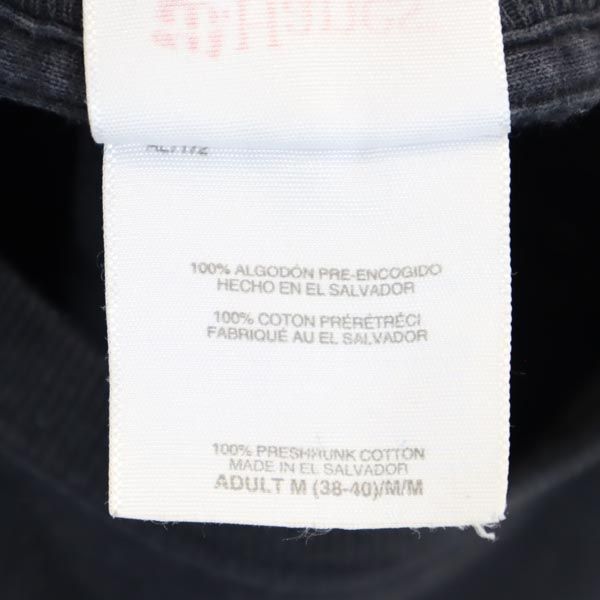 Hanes
100% ALGODÓN PRE-ENCOGIDO
HECHO EN EL SALVADOR
100% COTON PRÉRÉTRÉCI
FABRIQUÉ AU EL SALVADOR
100% PRESHRUNK COTTON
MADE IN EL SALVADOR
ADULT M (38-40)/M/M